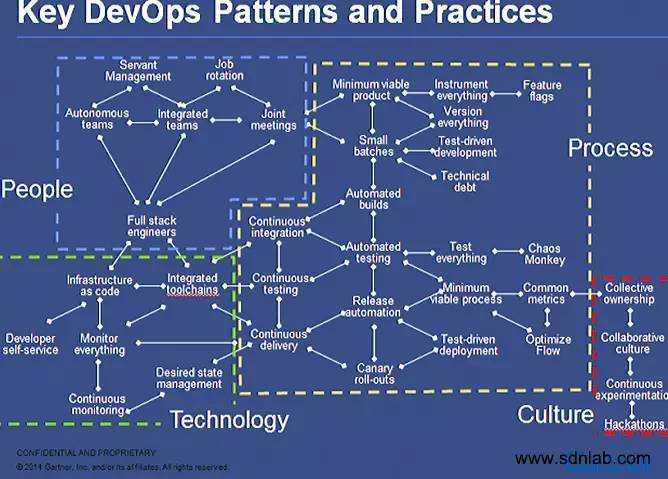 Key DevOps Patterns and Practices
Servant
Management
Job
rotation
Autonomous
teams
Integrated
teams
Joint
meetings
People
Full stack
engineers
Minimum viable
product
Instrument
everything
Feature
flags
Version
everything
Small
batches
Test-driven
development
Technical
debt
Process
Automated
builds
Continuous
integration
Automated
testing
Test
everything
Chaos
Monkey
Continuous
testing
Minimum
viable process
Common
metrics
Release
automation
Continuous
delivery
Test-driven
deployment
Optimize
Flow
Canary
roll-outs
Infrastructure
as code
Integrated
toolchains
Developer
self-service
Monitor
everything
Desired state
management
Continuous
monitoring
Technology
Collective
ownership
Collaborative
culture
Continuous
experimentatio
Hackathons
Culture
CONFIDENTIAL AND PROPRIETARY
© 2014 Gartner, Inc. and/or its affiliates. All rights reserved.
www.sdnlab.com